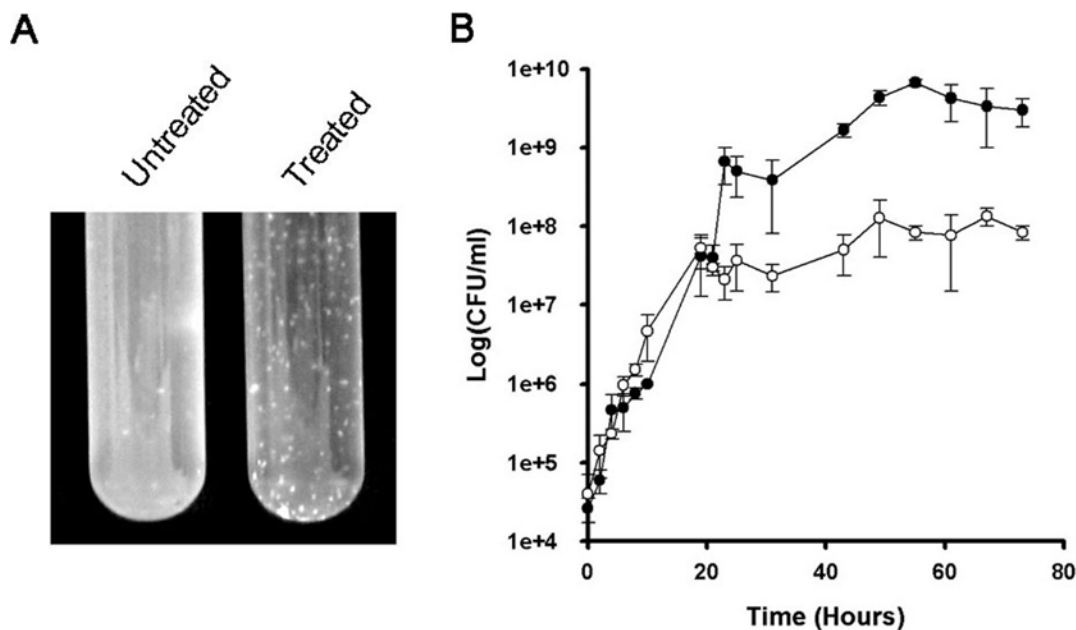 A
Untreated
Treated
B
Log(CFU/ml)
1e+10
1e+9
1e+8
1e+7
1e+6
1e+5
1e+4
0
20
40
60
80
Time (Hours)